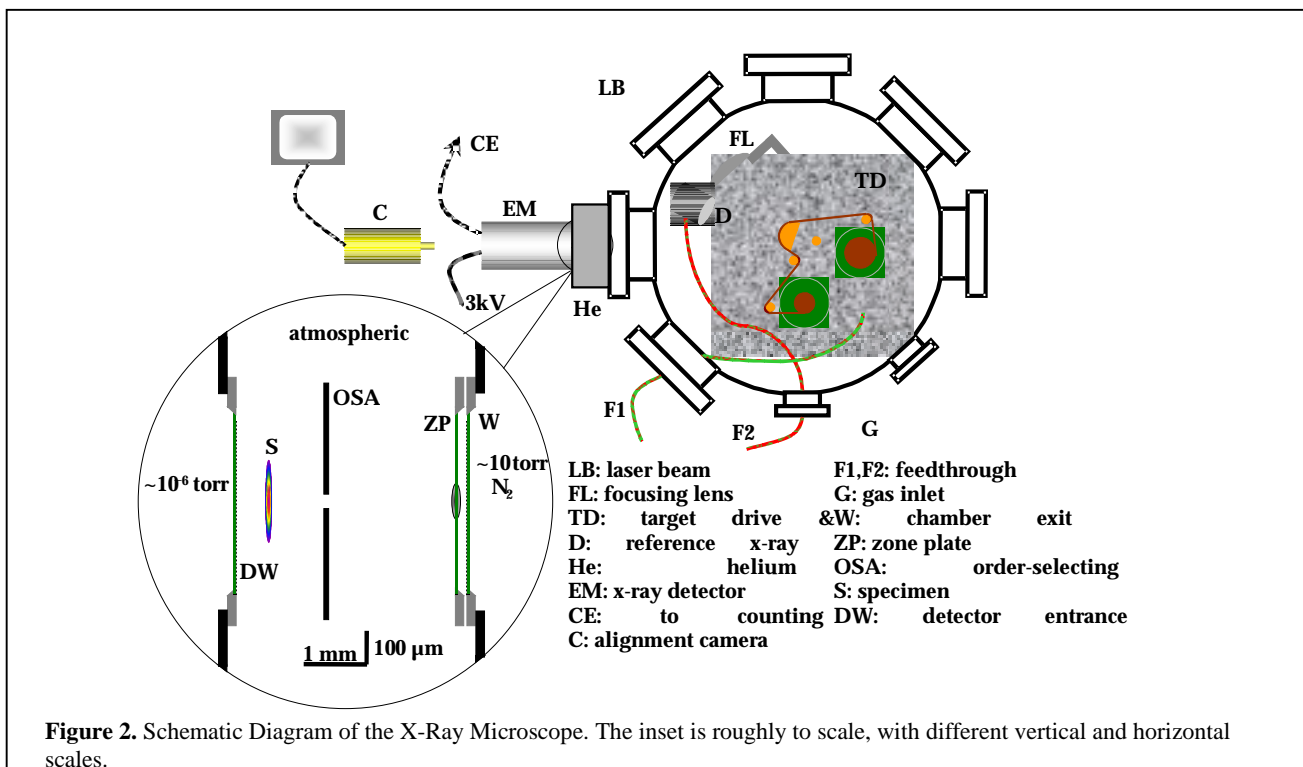 LB
CE
FL
TD
C
EM
D
3kV
He
atmospheric
OSA
ZP
W
F1
S
F2
G
~10 torr
N₂
~10⁻⁶ torr
DW
1 mm
100 µm
LB: laser beam
FL: focusing lens
TD: target drive &
D: reference x-ray
He: helium
EM: x-ray detector
CE: to counting
C: alignment camera
F1,F2: feedthrough
G: gas inlet
W: chamber exit
ZP: zone plate
OSA: order-selecting
S: specimen
DW: detector entrance
Figure 2. Schematic Diagram of the X-Ray Microscope. The inset is roughly to scale, with different vertical and horizontal
scales.